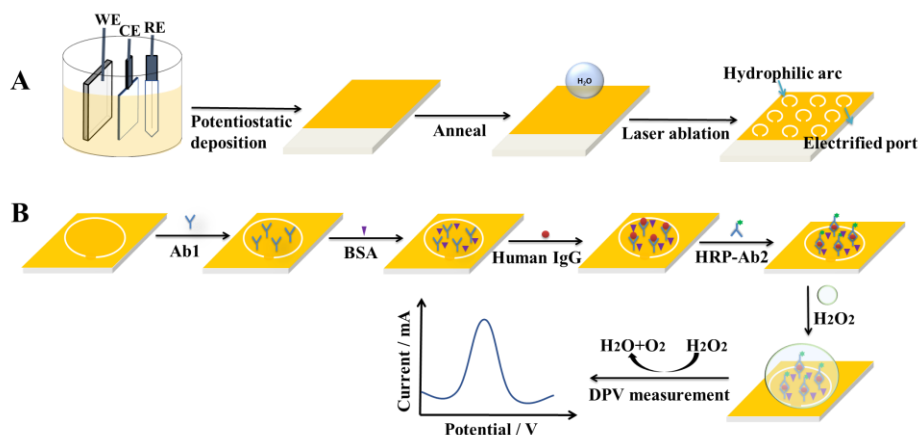 WE
CE
RE
A
Potentiostatic
deposition
Anneal
H₂O
Laser ablation
Hydrophilic arc
Electrified port
B
Ab1
BSA
Human IgG
HRP-Ab2
H2O2
H2O+O2
H2O2
DPV measurement
Current / mA
Potential / V